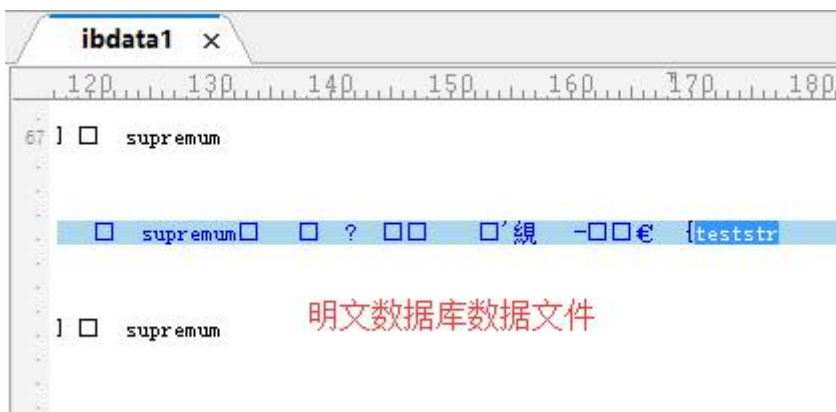 ibdata1 ×
120 130 140 150 160 170 180
67 ] □ supremum
□ supremum□ □ ? □□ □'絸 -□□€ {teststr
] □ supremum
明文数据库数据文件